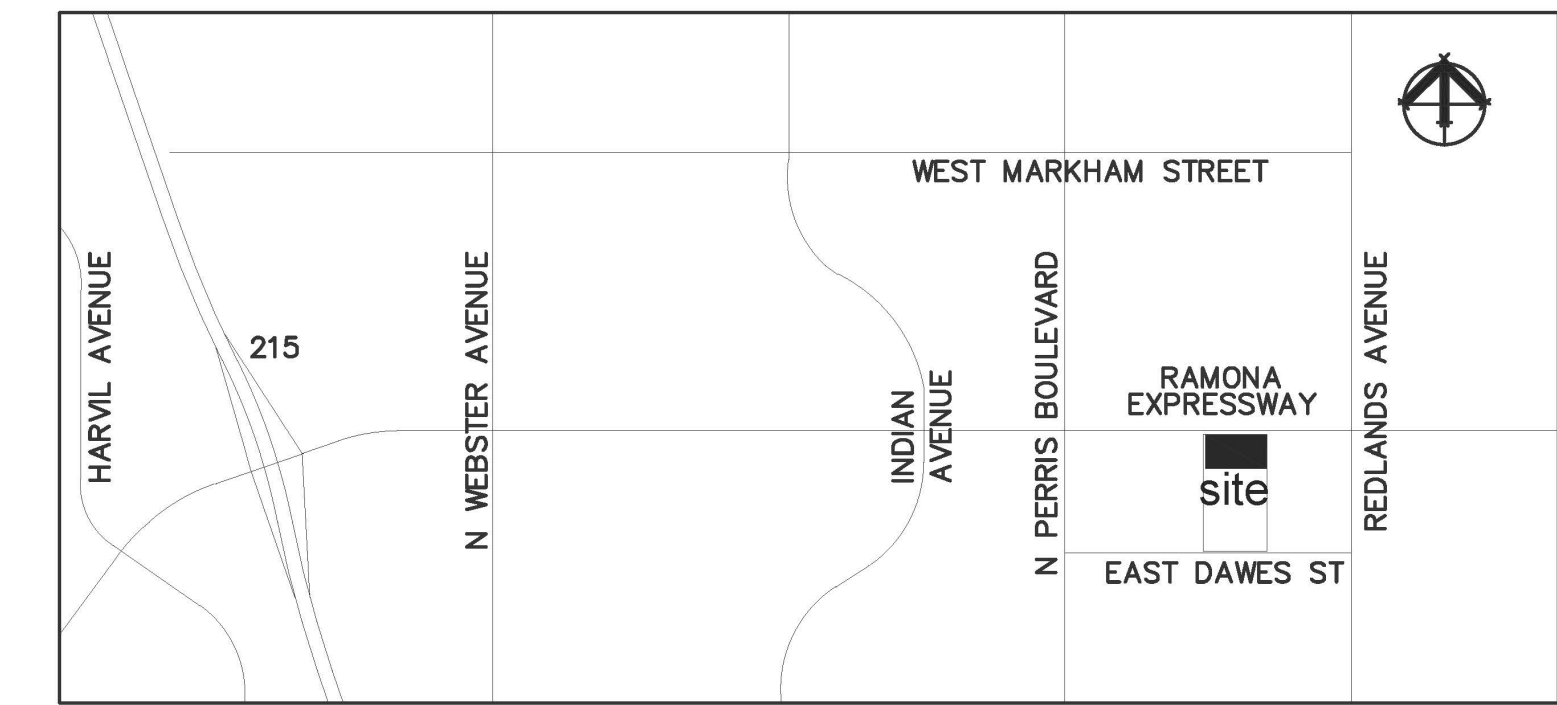 WEST MARKHAM STREET
HARVIL AVENUE
215
N WEBSTER AVENUE
INDIAN
AVENUE
N PERRIS BOULEVARD
RAMONA
EXPRESSWAY
REDLANDS AVENUE
site
EAST DAWES ST